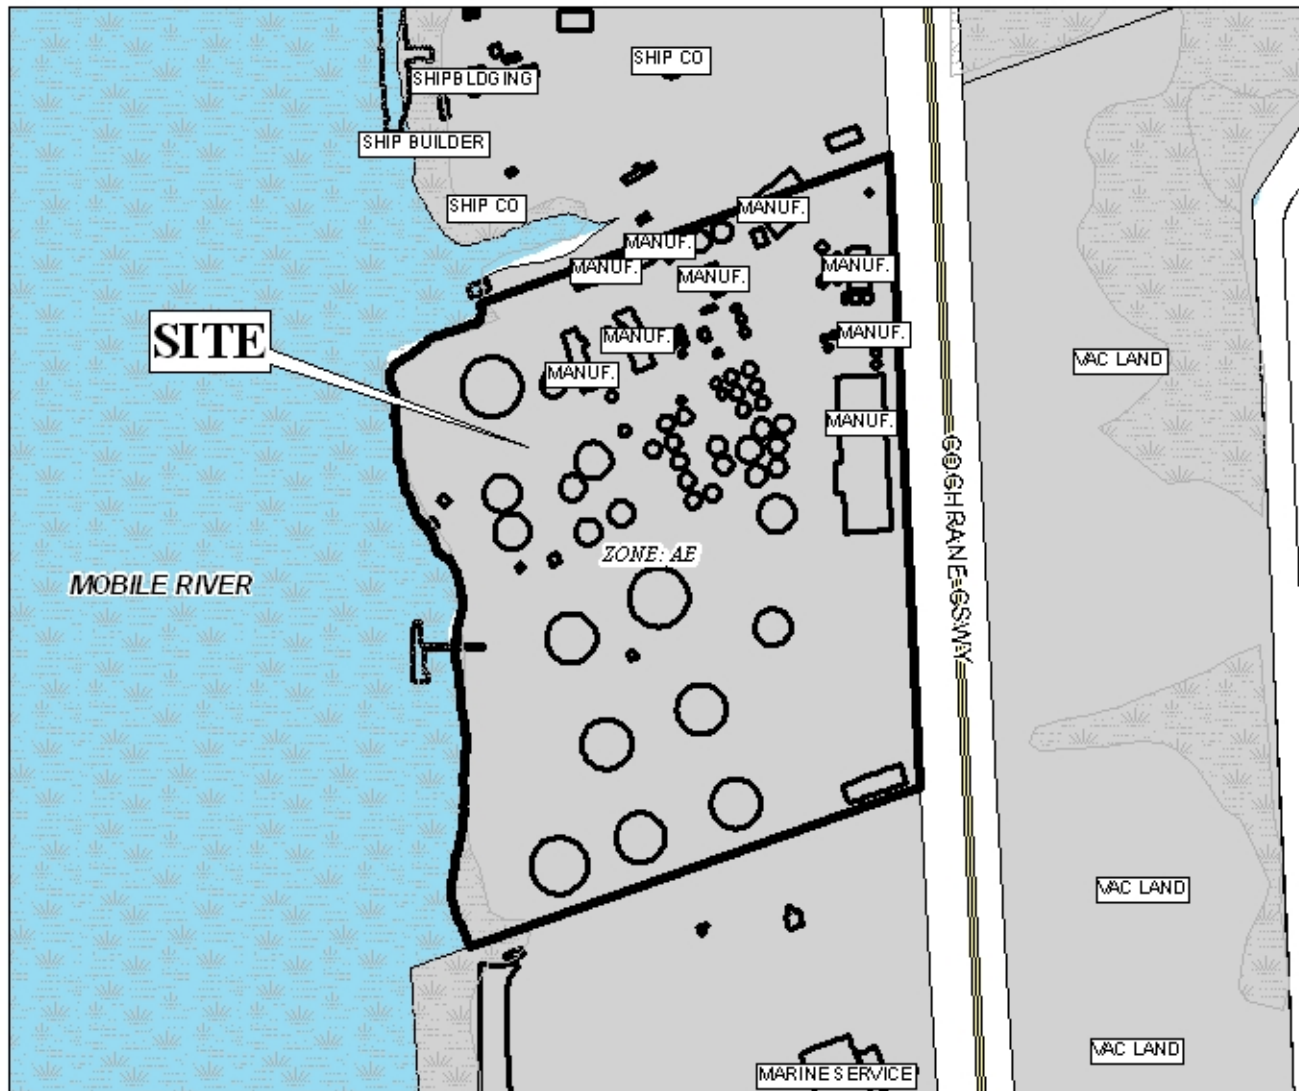 SHIP CO
SHIPBLDGING
SHIP BUILDER
SHIP CO
MANUF.
MANUF.
MANUF.
MANUF.
MANUF.
SITE
MANUF.
MANUF.
VAC LAND
MANUF.
MANUF.
COCHRANE CSWY
ZONE: AE
MOBILE RIVER
VAC LAND
VAC LAND
MARINE SERVICE